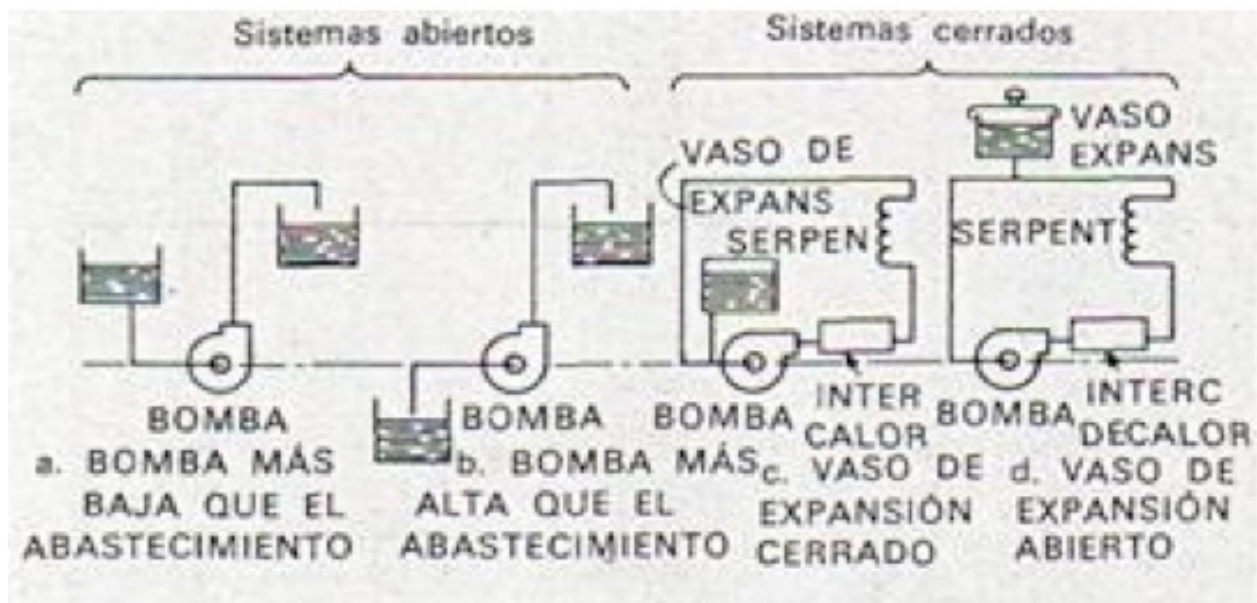 Sistemas abiertos
Sistemas cerrados
VASO DE
EXPANS
SERPEN
VASO
EXPANS
SERPENT
BOMBA
BOMBA
BOMBA
INTER
CALOR
BOMBA
INTERC
DECALOR
a. BOMBA MÁS
BAJA QUE EL
ABASTECIMIENTO
b. BOMBA MÁS
ALTA QUE EL
ABASTECIMIENTO
c. VASO DE
EXPANSIÓN
CERRADO
d. VASO DE
EXPANSIÓN
ABIERTO